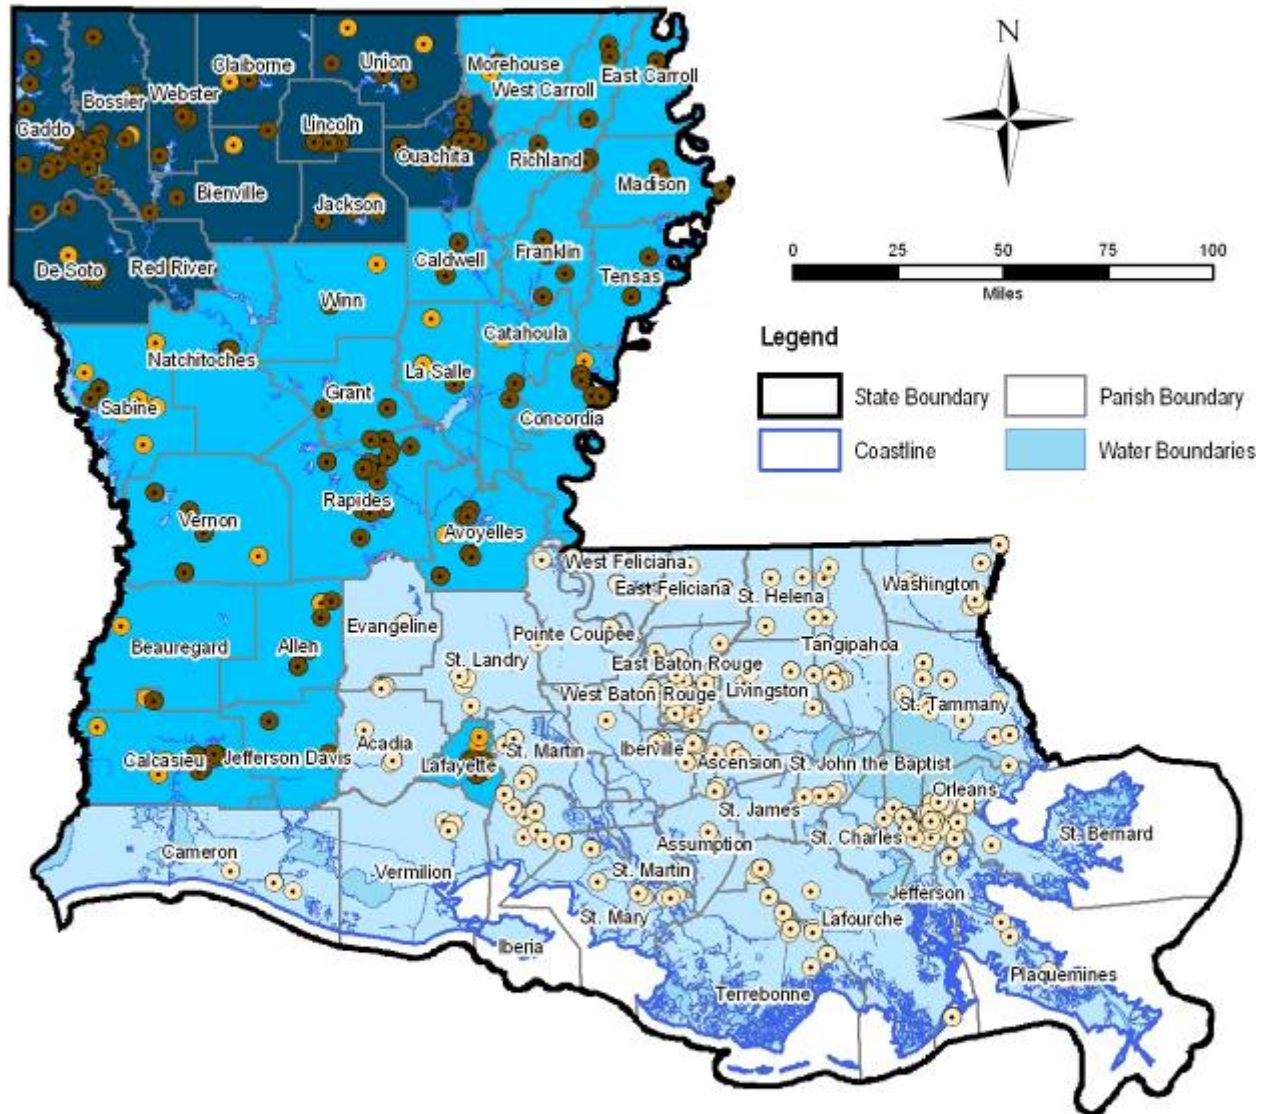 N
Claiborne
Union
Morehouse
East Carroll
West Carroll
Bossier
Webster
Caddo
Lincoln
Ouachita
Richland
Madison
Bienville
Jackson
De Soto
Red River
Caldwell
Franklin
Tensas
0 25 50 75 100
Miles
Winn
Catahoula
Natchitoches
La Salle
Legend
Grant
Sabine
Concordia
State Boundary
Parish Boundary
Coastline
Water Boundaries
Rapides
Vernon
Avoyelles
West Feliciana
East Feliciana
Washington
St. Helena
Evangeline
Pointe Coupee
Beauregard
Allen
Tangipahoa
St. Landry
East Baton Rouge
West Baton Rouge
Livingston
St. Tammany
Acadia
St. Martin
Iberville
Calcasieu
Jefferson Davis
Lafayette
Ascension
St. John the Baptist
Orleans
St. James
St. Bernard
St. Charles
Assumption
Cameron
Vermilion
St. Martin
Jefferson
St. Mary
Lafourche
Iberia
Plaquemines
Terrebonne